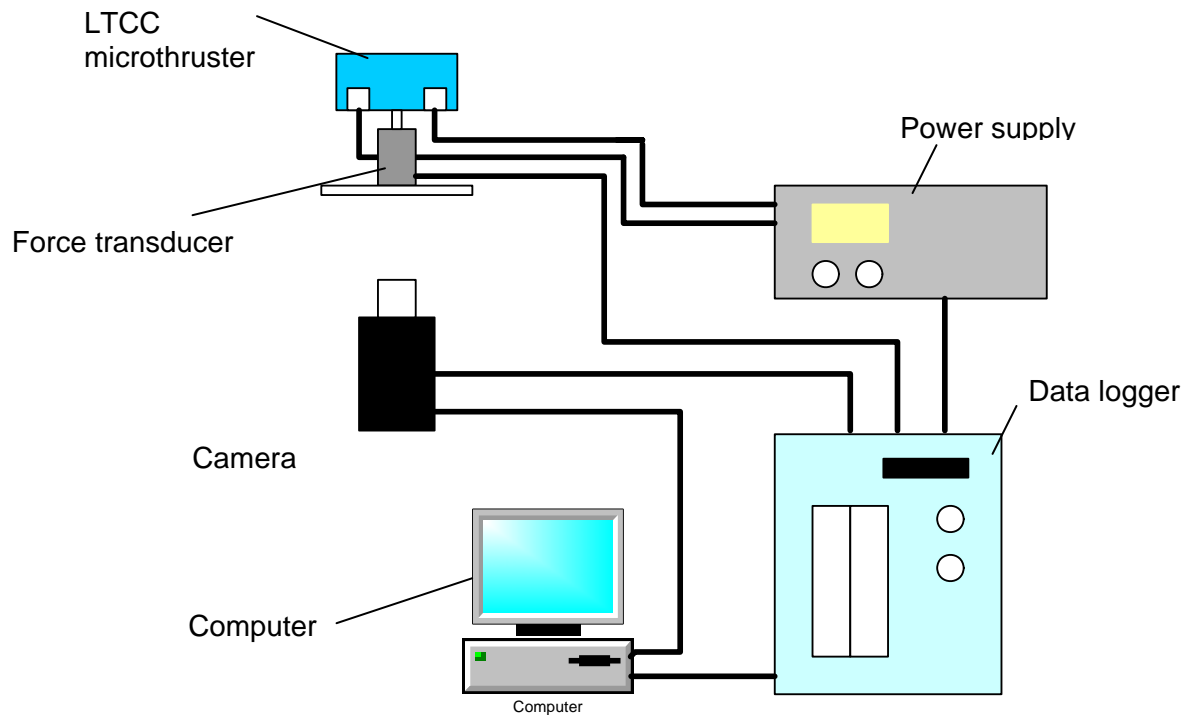 LTCC
microthruster
Power supply
Force transducer
Data logger
Camera
Computer
Computer